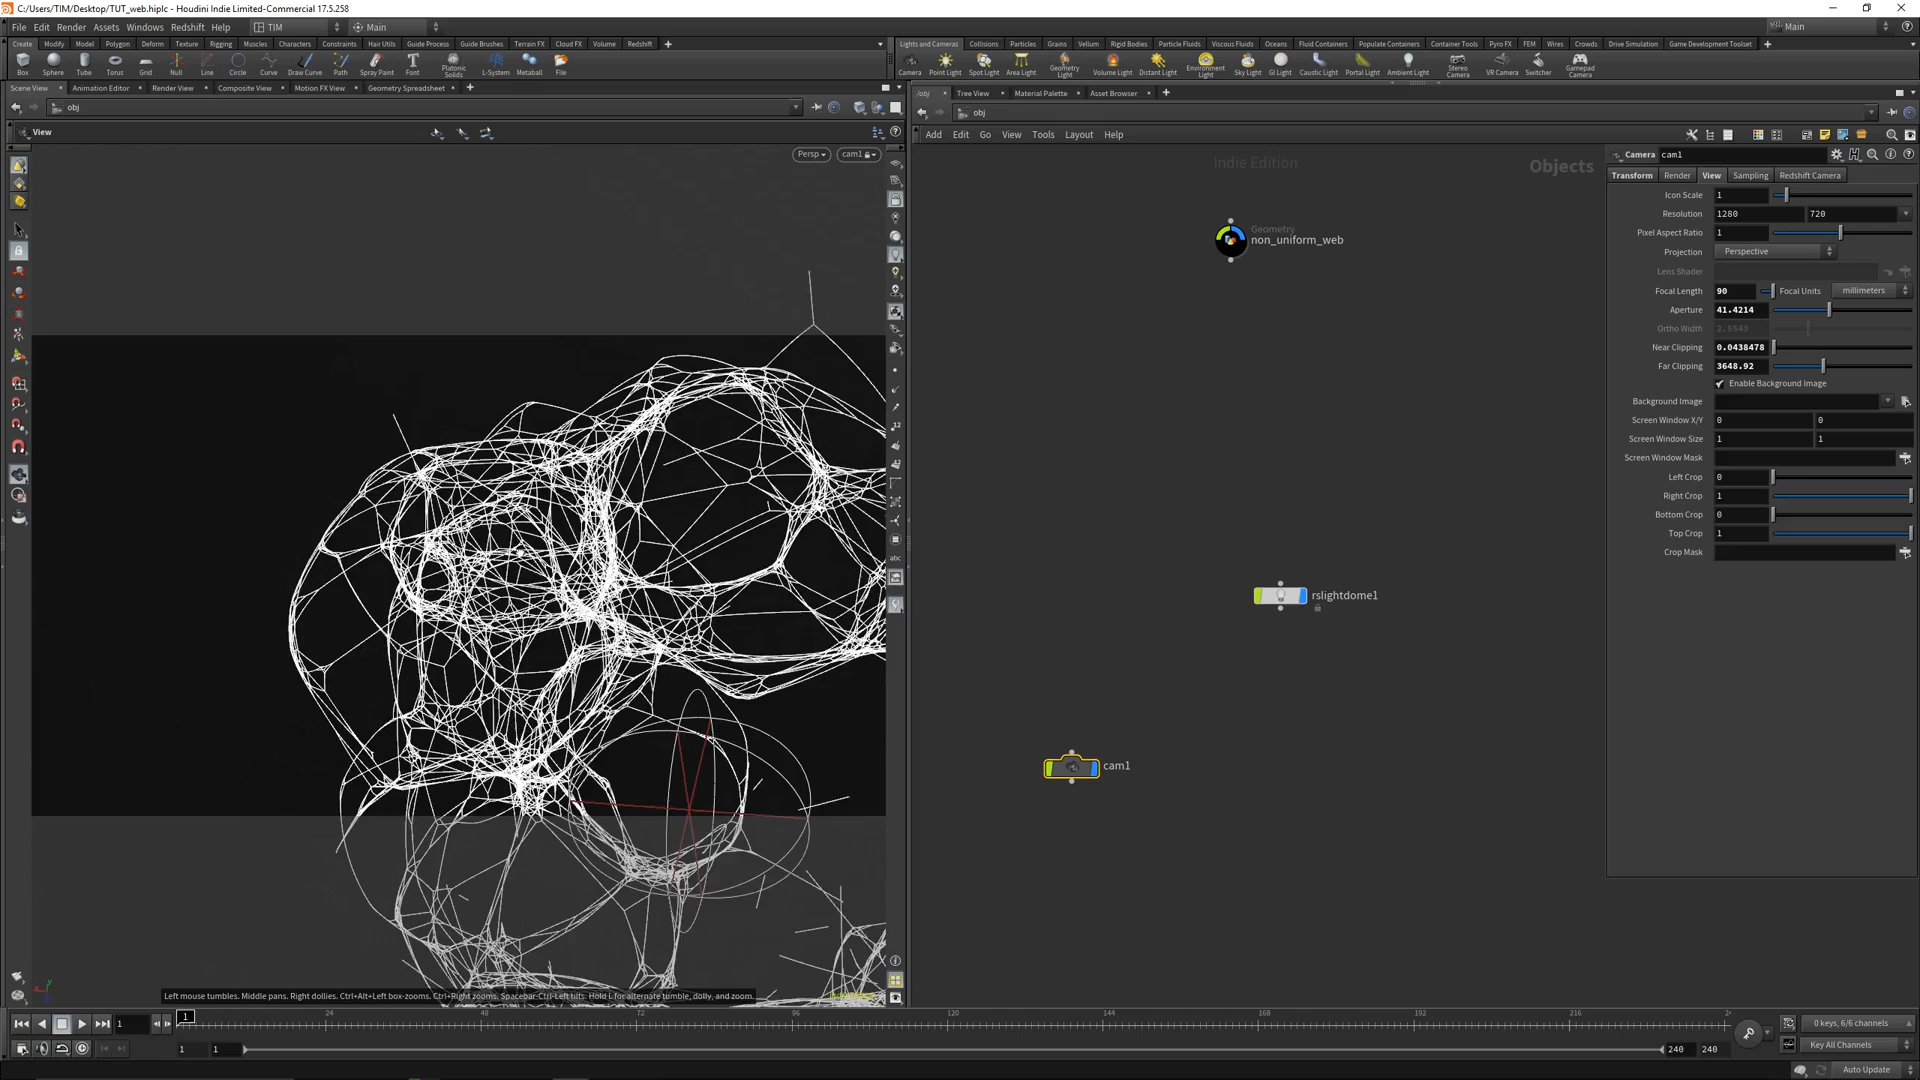 C:/Users/TIM/Desktop/TUT_web.hiplc - Houdini Indie Limited-Commercial 17.5.258
File Edit Render Assets Windows Redshift Help TIM Main Main
Create Modify Model Polygon Deform Texture Rigging Muscles Characters Constraints Hair Utils Guide Process Guide Brushes Terrain FX Cloud FX Volume Redshift
Lights and Cameras Collisions Particles Grains Vellum Rigid Bodies Particle Fluids Viscous Fluids Oceans Fluid Containers Populate Containers Container Tools Pyro FX FEM Wires Crowds Drive Simulation Game Development Toolset
Box Sphere Tube Torus Grid Null Line Circle Curve Draw Curve Path Spray Paint Font Platonic Solids L-System Metaball File
Camera Point Light Spot Light Area Light Geometry Light Volume Light Distant Light Environment Light Sky Light GI Light Caustic Light Portal Light Ambient Light Stereo Camera VR Camera Switcher Gamepad Camera
Scene View Animation Editor Render View Composite View Motion FX View Geometry Spreadsheet
/obj Tree View Material Palette Asset Browser
obj
obj
View
Add Edit Go View Tools Layout Help
Persp cam1
Indie Edition
Objects
Geometry
non_uniform_web
rslightdome1
cam1
Camera cam1
Transform Render View Sampling Redshift Camera
Icon Scale 1
Resolution 1280 720
Pixel Aspect Ratio 1
Projection Perspective
Lens Shader
Focal Length 90 Focal Units millimeters
Aperture 41.4214
Ortho Width 2.5543
Near Clipping 0.0438478
Far Clipping 3648.92
Enable Background Image
Background Image
Screen Window X/Y 0 0
Screen Window Size 1 1
Screen Window Mask
Left Crop 0
Right Crop 1
Bottom Crop 0
Top Crop 1
Crop Mask
abc
Left mouse tumbles. Middle pans. Right dollies. Ctrl+Alt+Left box-zooms. Ctrl+Right zooms. Spacebar-Ctrl-Left tilts. Hold L for alternate tumble, dolly, and zoom.
1 1 24 48 72 96 120 144 168 192 216
0 keys, 6/6 channels
1 1 240 240
Key All Channels
Auto Update